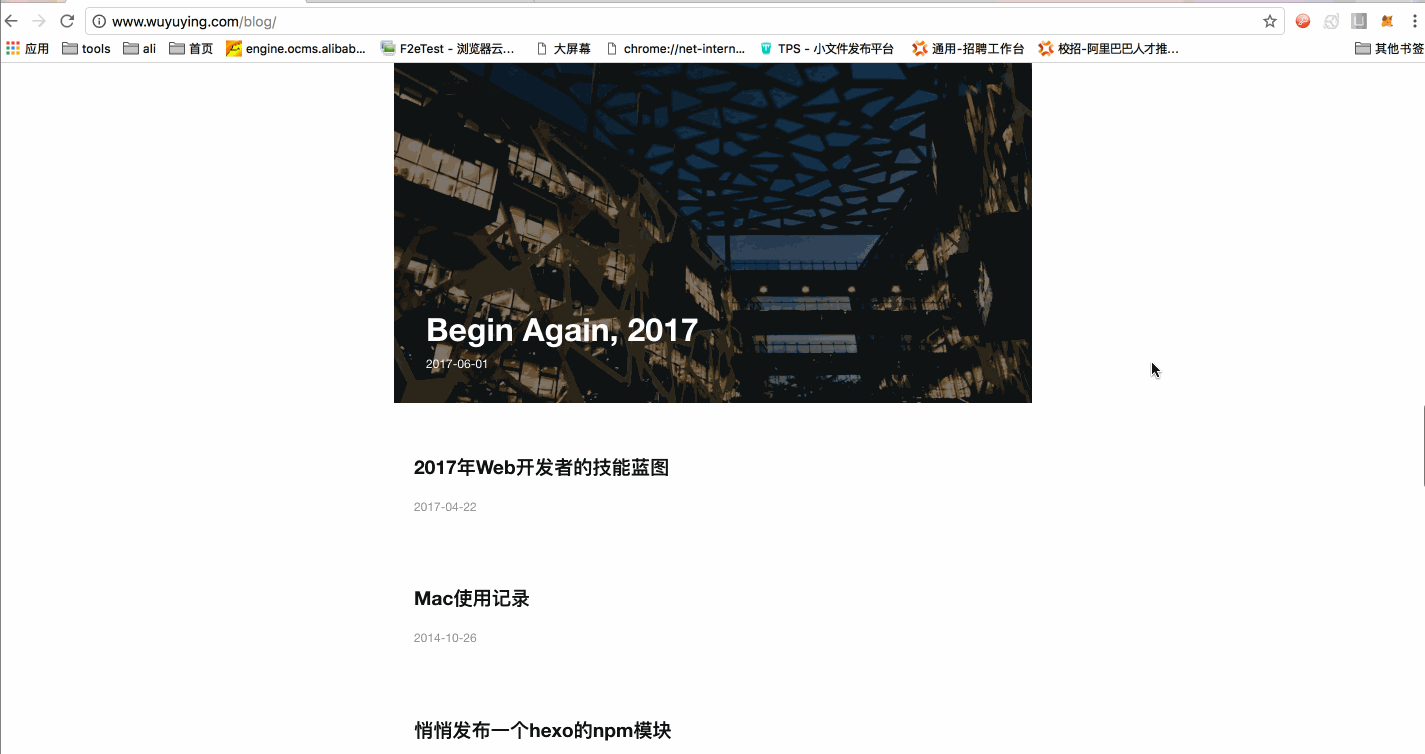 www.wuyuying.com/blog/
应用 tools ali 首页 engine.ocms.alibab... F2eTest - 浏览器云... 大屏幕 chrome://net-intern... TPS - 小文件发布平台 通用-招聘工作台 校招-阿里巴巴人才推... 其他书签
Begin Again, 2017
2017-06-01
2017年Web开发者的技能蓝图
2017-04-22
Mac使用记录
2014-10-26
悄悄发布一个hexo的npm模块